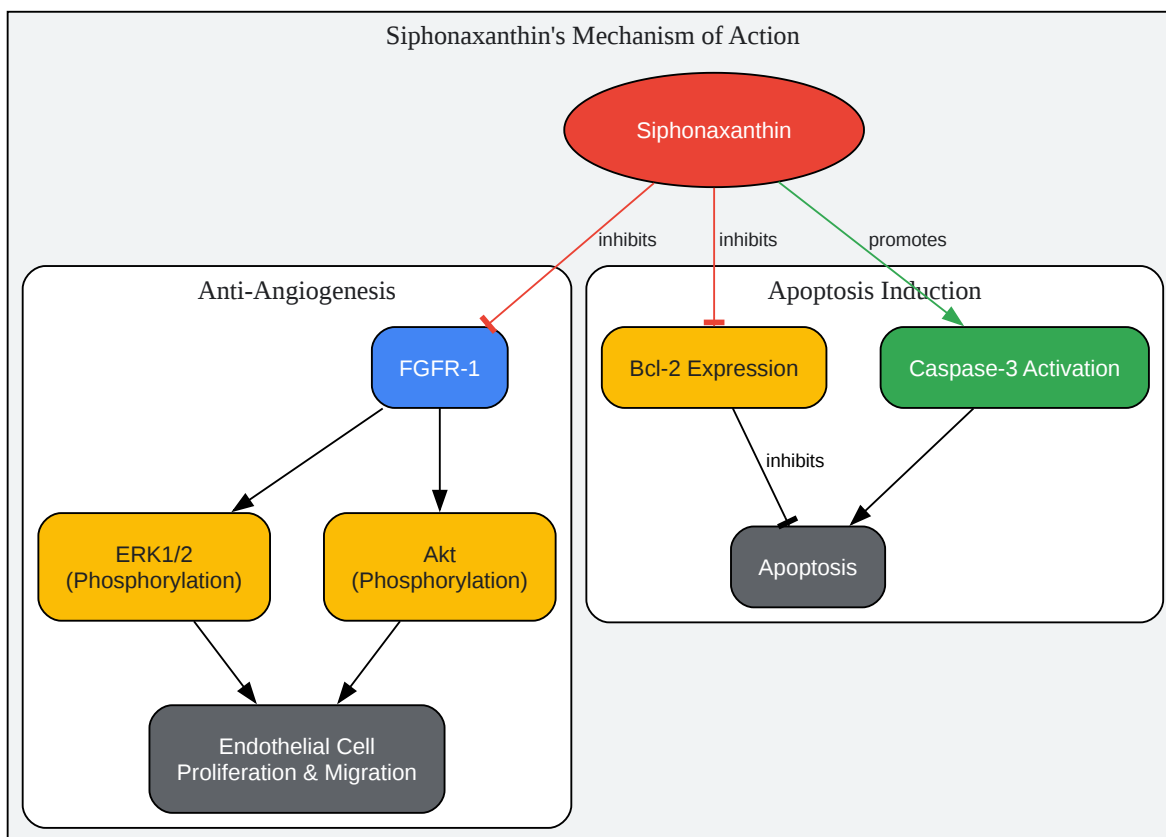 Siphonaxanthin's Mechanism of Action
Siphonaxanthin
inhibits
inhibits
promotes
Anti-Angiogenesis
Apoptosis Induction
FGFR-1
Bcl-2 Expression
Caspase-3 Activation
inhibits
ERK1/2
(Phosphorylation)
Akt
(Phosphorylation)
Apoptosis
Endothelial Cell
Proliferation & Migration